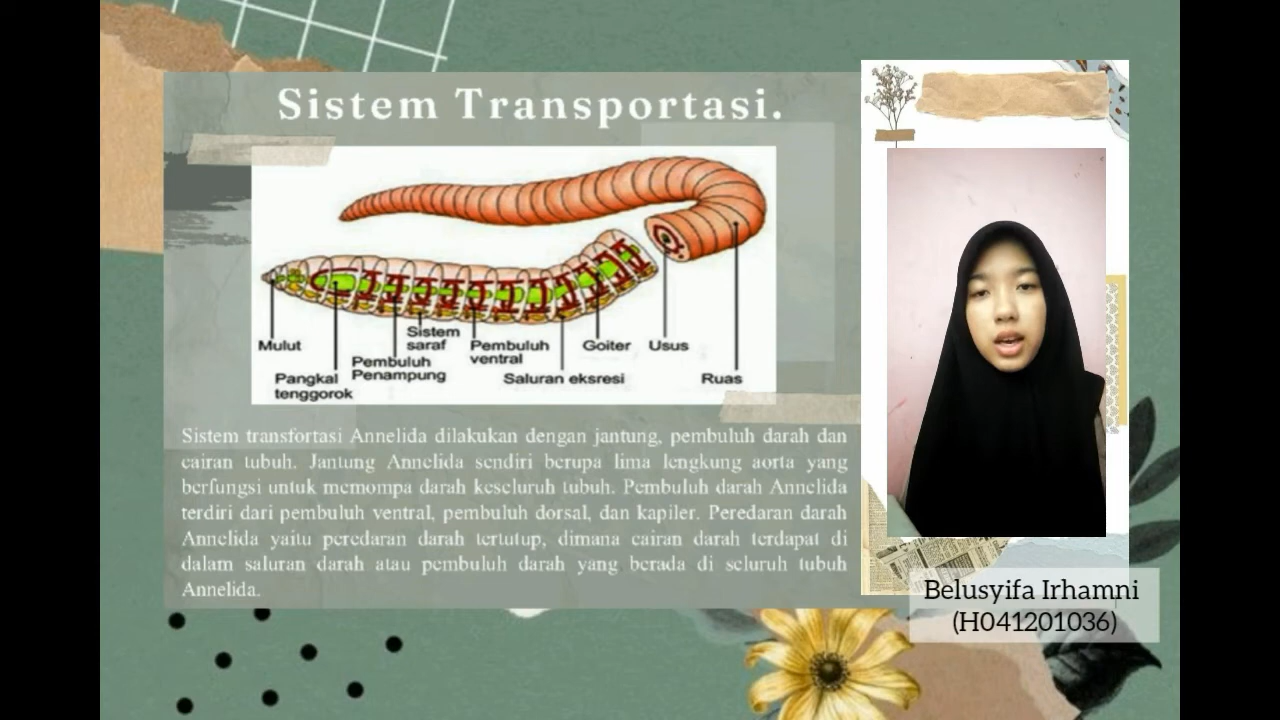 Sistem Transportasi.
Mulut
Pangkal
tenggorok
Pembuluh
Penampung
Sistem
saraf
Pembuluh
ventral
Saluran eksresi
Goiter
Usus
Ruas
Sistem transfortasi Annelida dilakukan dengan jantung, pembuluh darah dan
cairan tubuh. Jantung Annelida sendiri berupa lima lengkung aorta yang
berfungsi untuk memompa darah keseluruh tubuh. Pembuluh darah Annelida
terdiri dari pembuluh ventral, pembuluh dorsal, dan kapiler. Peredaran darah
Annelida yaitu peredaran darah tertutup, dimana cairan darah terdapat di
dalam saluran darah atau pembuluh darah yang berada di seluruh tubuh
Annelida.
Belusyifa Irhamni
(H041201036)